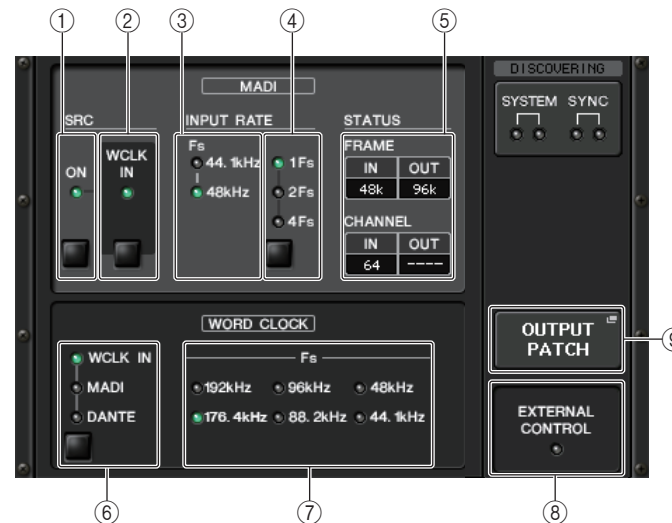 ① ② ③ ④ ⑤
MADI
SRC
ON
WCLK
IN
INPUT RATE
Fs
44.1kHz
48kHz
1Fs
2Fs
4Fs
STATUS
FRAME
IN OUT
48k 96k
CHANNEL
IN OUT
64 ----
DISCOVERING
SYSTEM SYNC
WORD CLOCK
WCLK IN
MADI
DANTE
Fs
192kHz 96kHz 48kHz
176.4kHz 88.2kHz 44.1kHz
OUTPUT
PATCH
⑨
EXTERNAL
CONTROL
⑥ ⑦ ⑧